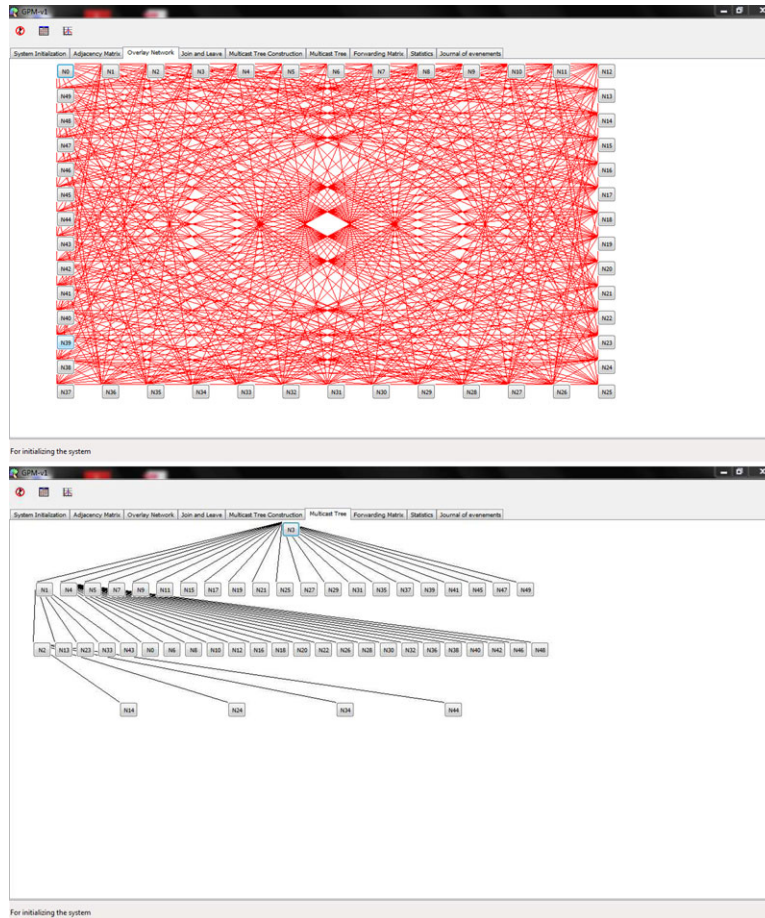 GPM-v1
System Initialization Adjacency Matrix Overlay Network Join and Leave Multicast Tree Construction Multicast Tree Forwarding Matrix Statistics Journal of evenements
N0 N1 N2 N3 N4 N5 N6 N7 N8 N9 N10 N11 N12
N49 N13
N48 N14
N47 N15
N46 N16
N45 N17
N44 N18
N43 N19
N42 N20
N41 N21
N40 N22
N39 N23
N38 N24
N37 N36 N35 N34 N33 N32 N31 N30 N29 N28 N27 N26 N25
For initializing the system
GPM-v1
System Initialization Adjacency Matrix Overlay Network Join and Leave Multicast Tree Construction Multicast Tree Forwarding Matrix Statistics Journal of evenements
N3
N1 N4 N5 N7 N9 N11 N15 N17 N19 N21 N25 N27 N29 N31 N35 N37 N39 N41 N45 N47 N49
N2 N13 N23 N33 N43 N0 N6 N8 N10 N12 N16 N18 N20 N22 N26 N28 N30 N32 N36 N38 N40 N42 N46 N48
N14 N24 N34 N44
For initializing the system